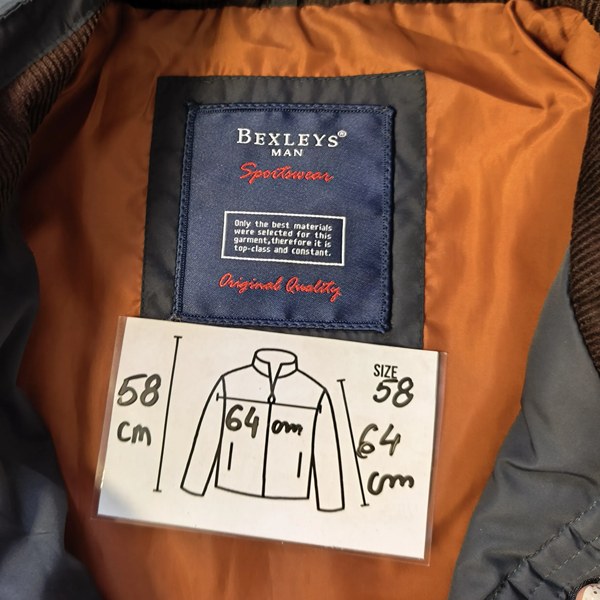 BEXLEYS®
MAN
Sportswear
Only the best materials
were selected for this
garment,therefore it is
top-class and constant.
Original Quality
SIZE
58
58
cm
64 cm
64
cm